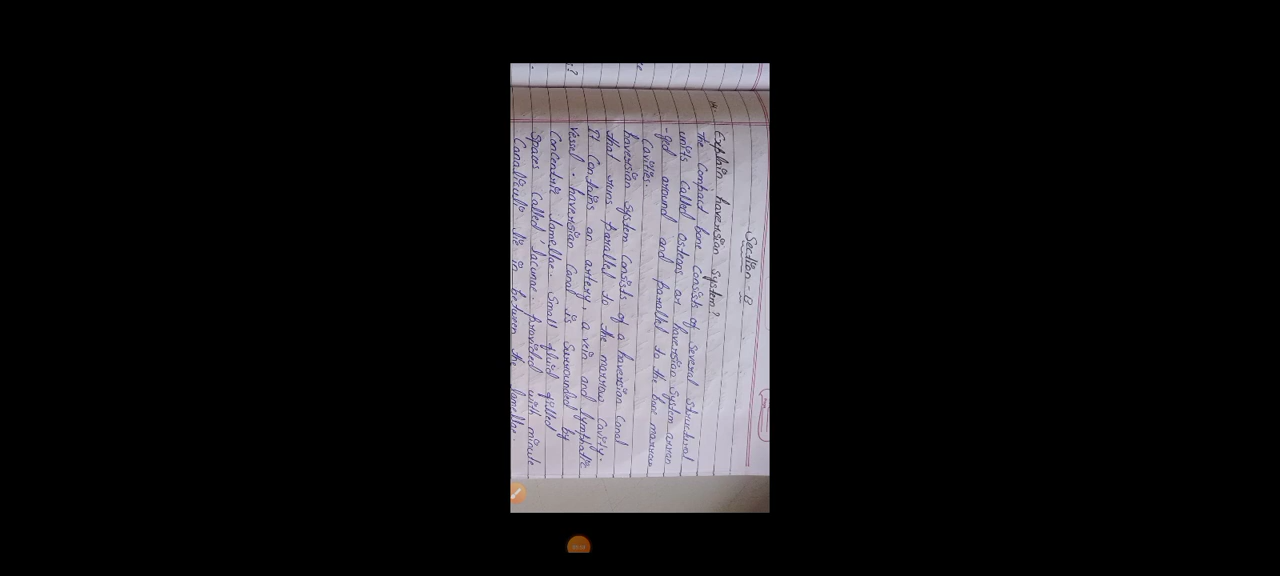 Section - B
14. Explain haversian System?
The Compact bone Consists of Several structural
units Called Osteons or haversian System arran
-ged around and parallel to the bone marrow
Cavities.
haversian System Consists of a haversian Canal
that runs parallel to the marrow Cavity.
It Contains an artery, a vein and lymphatic
vessel. haversian Canal is Surrounded by
Concentric lamellae. Small fluid filled
Spaces Called 'lacunae. provided with minute
Canaliculi lie in between the lamellae.